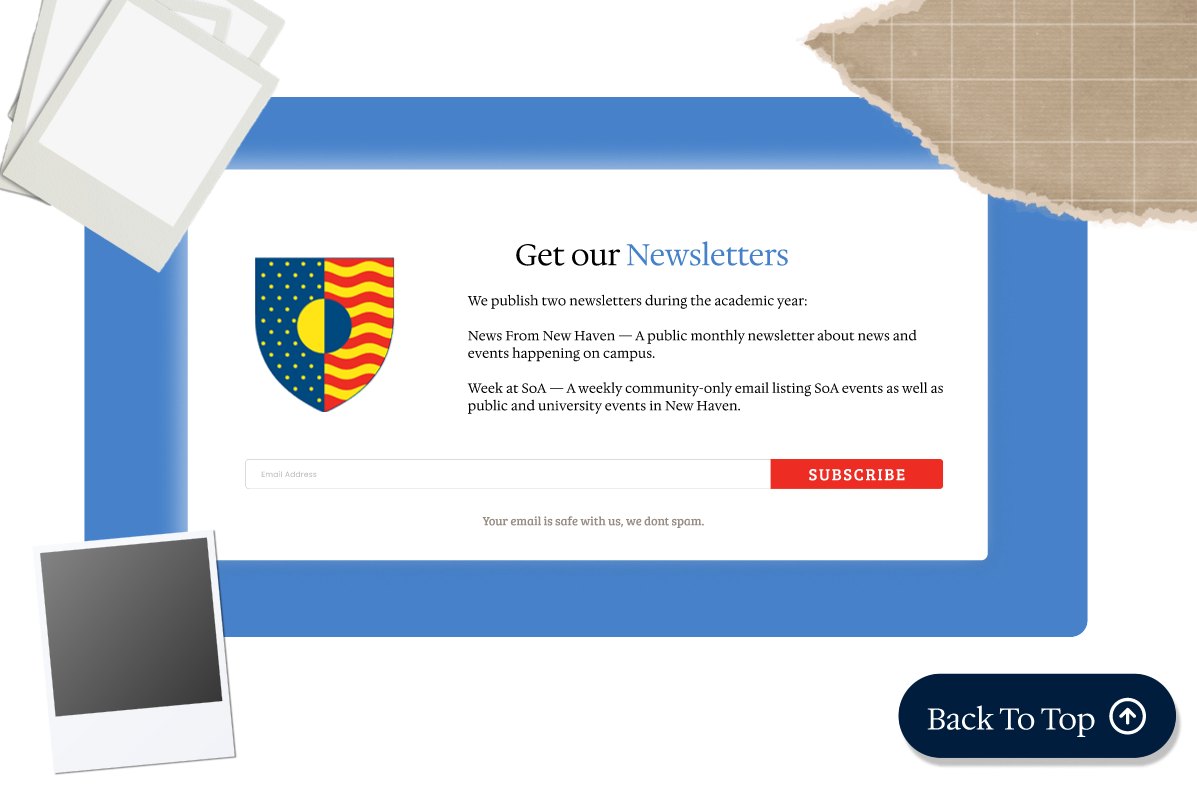 Get our Newsletters
We publish two newsletters during the academic year:
News From New Haven — A public monthly newsletter about news and
events happening on campus.
Week at SoA — A weekly community-only email listing SoA events as well as
public and university events in New Haven.
Email Address
SUBSCRIBE
Your email is safe with us, we dont spam.
Back To Top